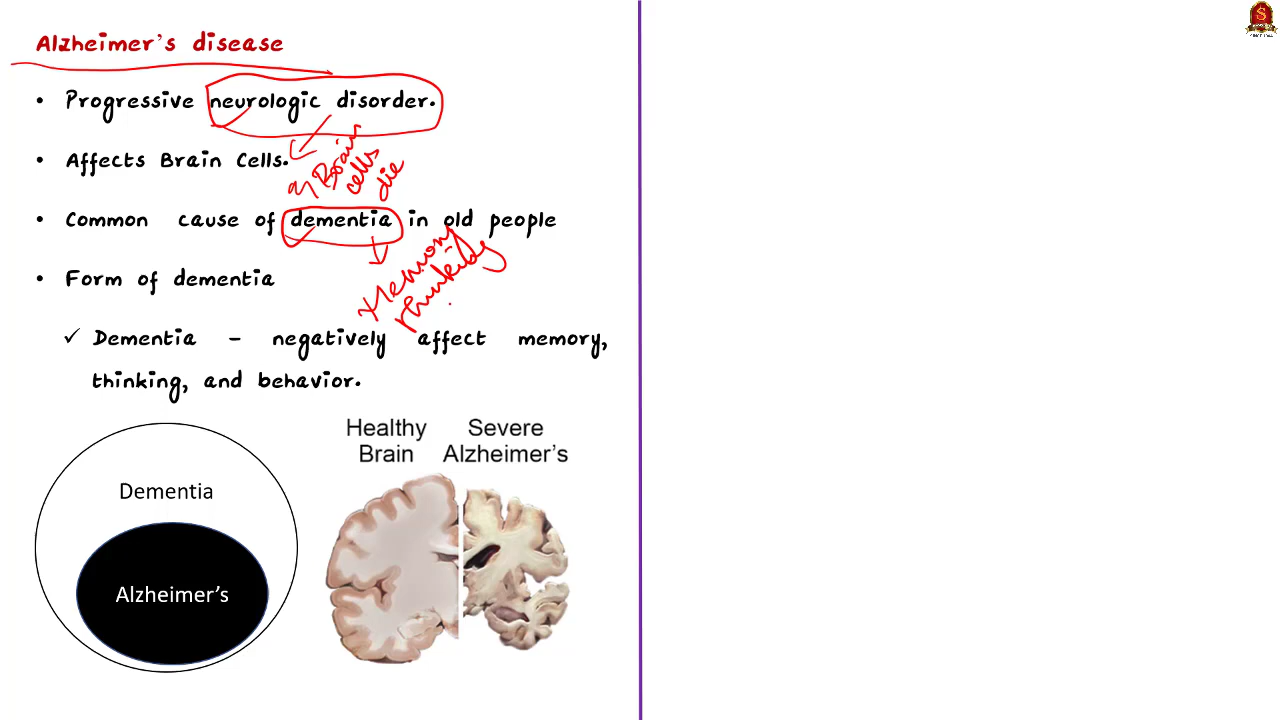 Alzheimer's disease
• Progressive neurologic disorder.
• Affects Brain Cells.
Brain
cells
die
• Common cause of dementia in old people
Memory
thinking
• Form of dementia
✓ Dementia – negatively affect memory,
thinking, and behavior.
Healthy Brain
Severe Alzheimer's
Dementia
Alzheimer's